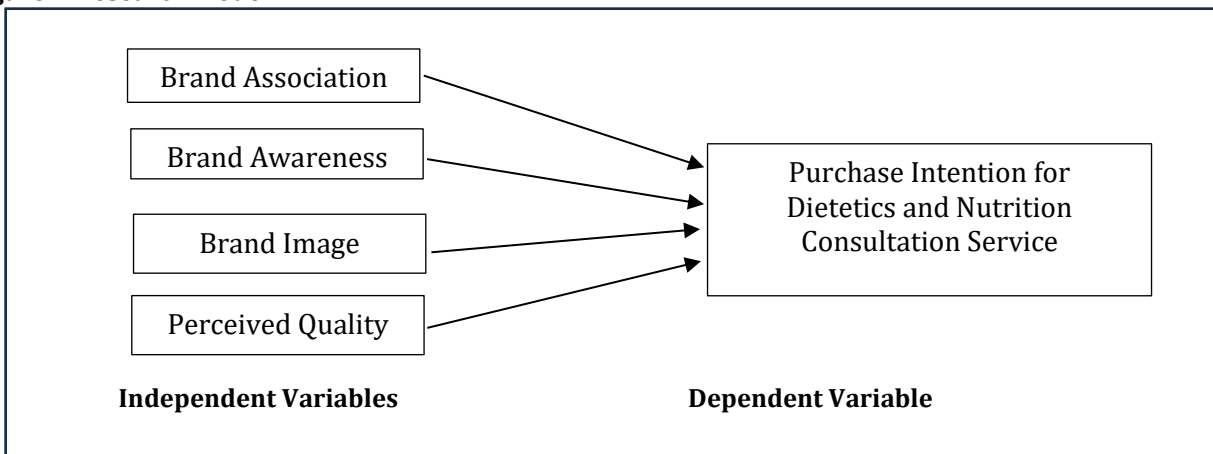 Brand Association
Brand Awareness
Brand Image
Perceived Quality
Purchase Intention for
Dietetics and Nutrition
Consultation Service
Independent Variables
Dependent Variable